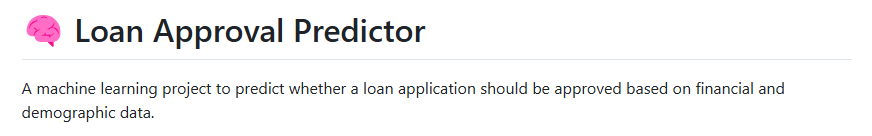 🧠 Loan Approval Predictor
A machine learning project to predict whether a loan application should be approved based on financial and
demographic data.